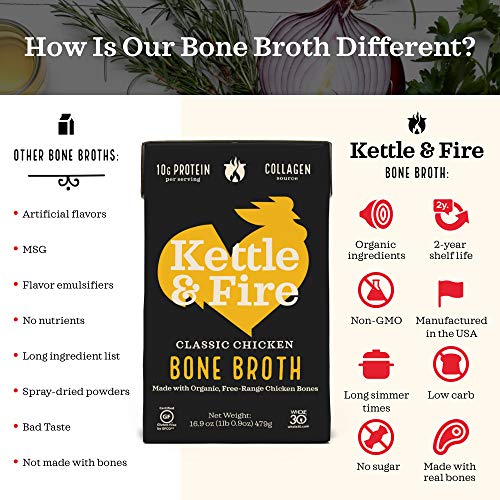 How Is Our Bone Broth Different?
OTHER BONE BROTHS:
Artificial flavors
MSG
Flavor emulsifiers
No nutrients
Long ingredient list
Spray-dried powders
Bad Taste
Not made with bones
10g PROTEIN
per serving
COLLAGEN
source
Kettle
& Fire
CLASSIC CHICKEN
BONE BROTH
Made with Organic, Free-Range Chicken Bones
Certified
GF
Gluten-Free
by GFCO
Net Weight:
16.9 oz (1lb 0.9oz) 479g
WHOLE
30
whole30.com
Kettle & Fire
BONE BROTH:
Organic
ingredients
2y.
2-year
shelf life
Non-GMO
Manufactured
in the USA
Long simmer
times
Low carb
No sugar
Made with
real bones